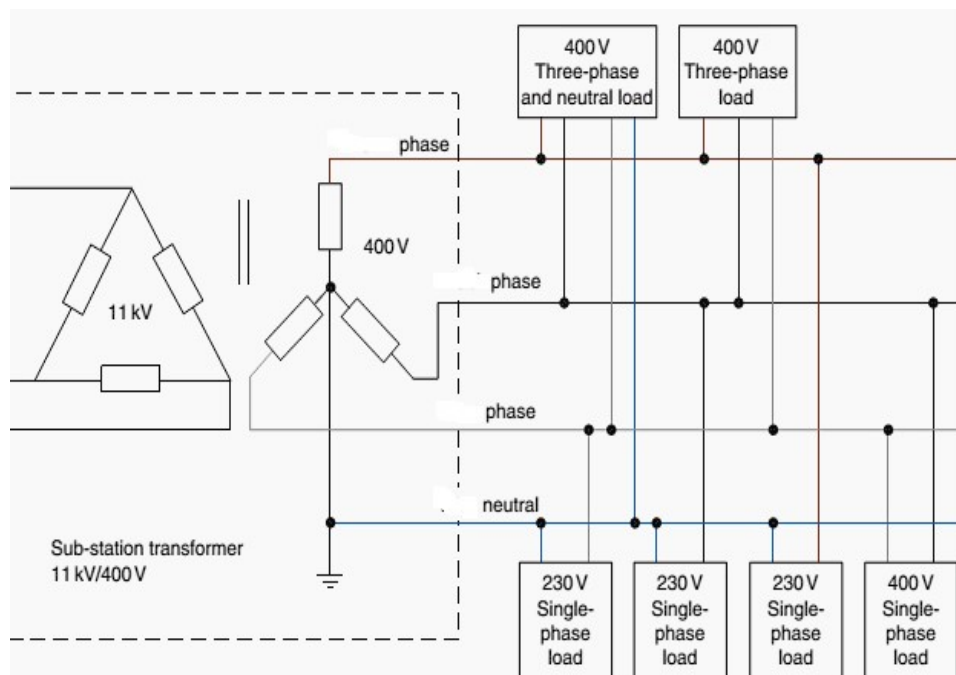 400 V
Three-phase
and neutral load
400 V
Three-phase
load
phase
400 V
phase
11 kV
phase
neutral
Sub-station transformer
11 kV/400 V
230 V
Single-
phase
load
230 V
Single-
phase
load
230 V
Single-
phase
load
400 V
Single-
phase
load